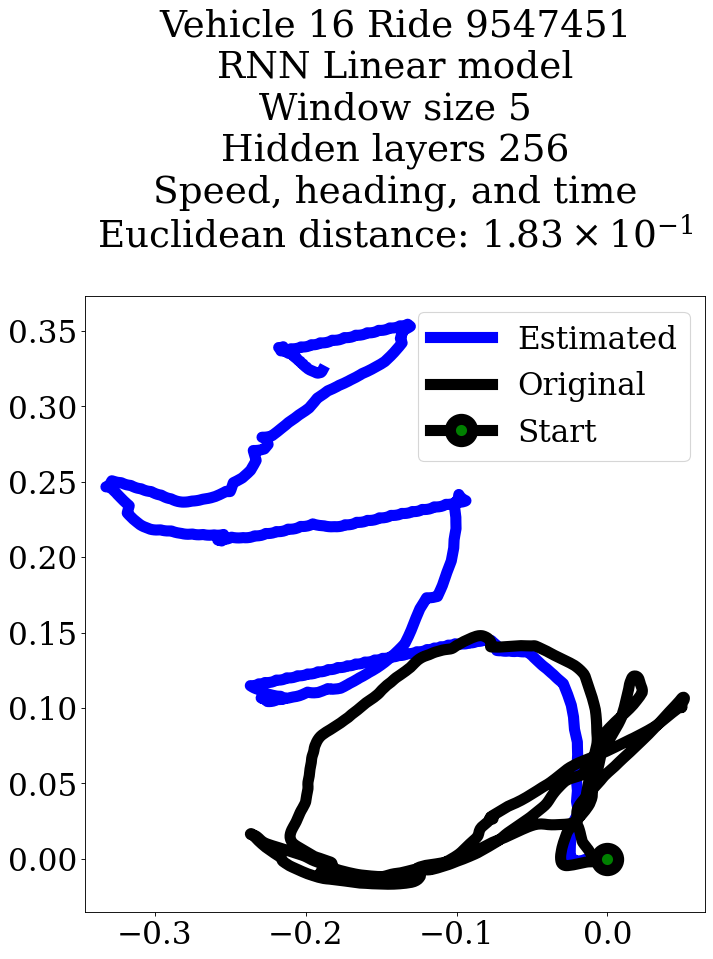 Vehicle 16 Ride 9547451
RNN Linear model
Window size 5
Hidden layers 256
Speed, heading, and time
Euclidean distance: 1.83 × 10⁻¹
Estimated
Original
Start
0.35
0.30
0.25
0.20
0.15
0.10
0.05
0.00
−0.3 −0.2 −0.1 0.0